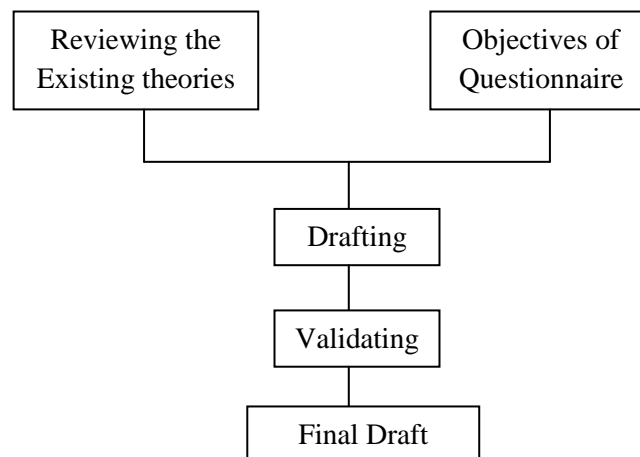 Reviewing the
Existing theories
Objectives of
Questionnaire
Drafting
Validating
Final Draft